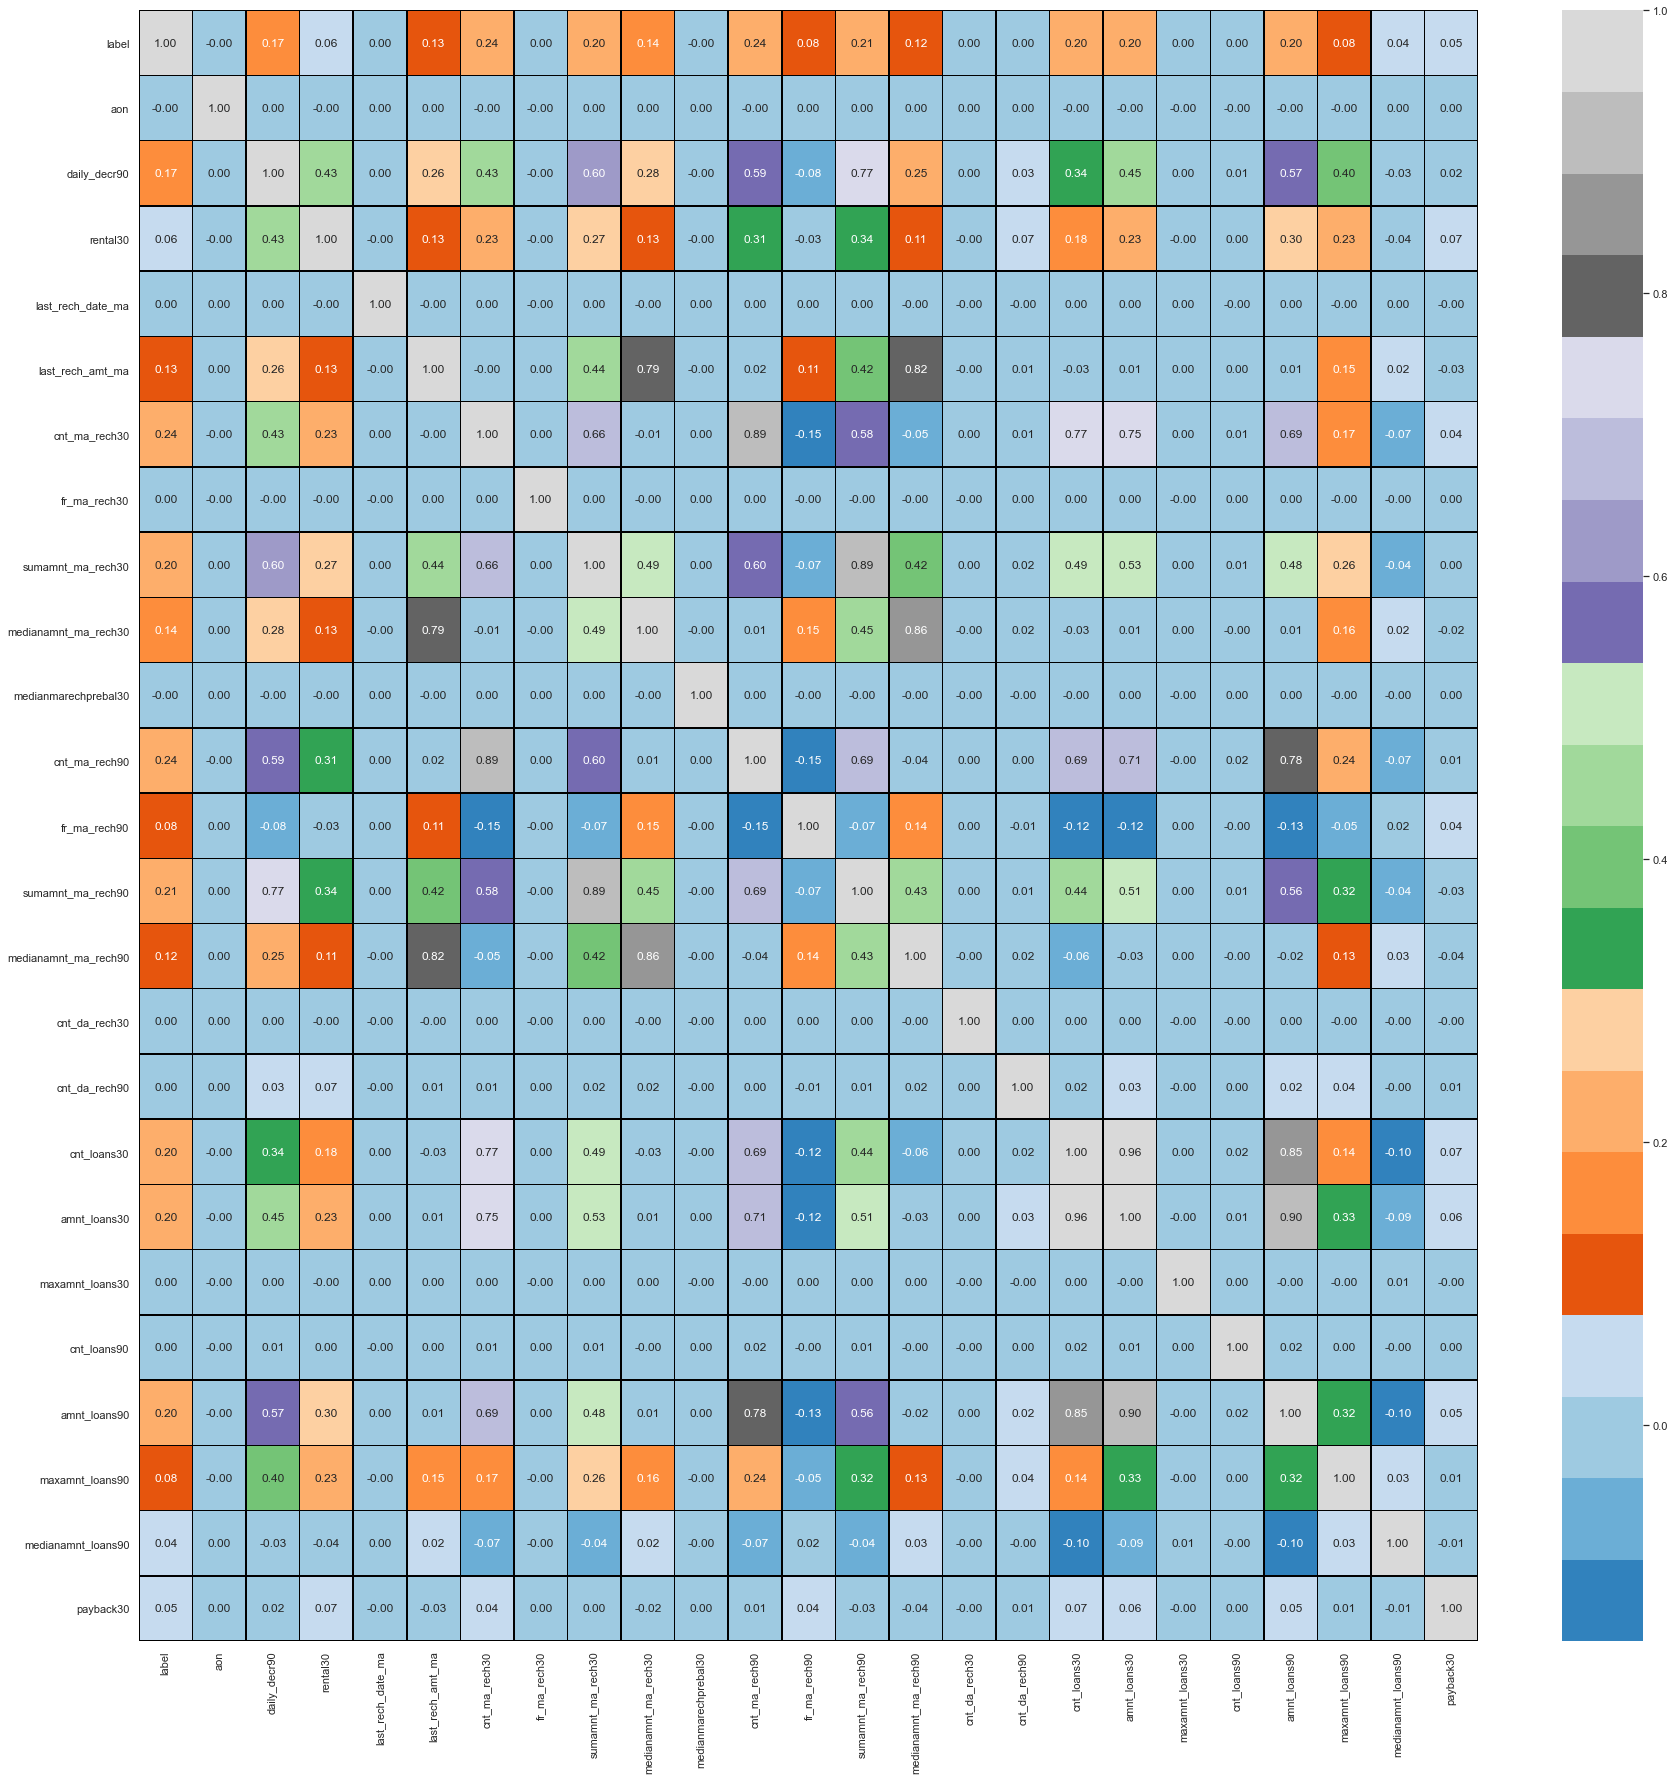 label 1.00 -0.00 0.17 0.06 0.00 0.13 0.24 0.00 0.20 0.14 -0.00 0.24 0.08 0.21 0.12 0.00 0.00 0.20 0.20 0.00 0.00 0.20 0.08 0.04 0.05
aon -0.00 1.00 0.00 -0.00 0.00 0.00 -0.00 -0.00 0.00 0.00 0.00 -0.00 0.00 0.00 0.00 0.00 0.00 -0.00 -0.00 -0.00 -0.00 -0.00 -0.00 0.00 0.00
daily_decr90 0.17 0.00 1.00 0.43 0.00 0.26 0.43 -0.00 0.60 0.28 -0.00 0.59 -0.08 0.77 0.25 0.00 0.03 0.34 0.45 0.00 0.01 0.57 0.40 -0.03 0.02
rental30 0.06 -0.00 0.43 1.00 -0.00 0.13 0.23 -0.00 0.27 0.13 -0.00 0.31 -0.03 0.34 0.11 -0.00 0.07 0.18 0.23 -0.00 0.00 0.30 0.23 -0.04 0.07
last_rech_date_ma 0.00 0.00 0.00 -0.00 1.00 -0.00 0.00 -0.00 0.00 -0.00 -0.00 0.00 0.00 0.00 -0.00 -0.00 -0.00 0.00 0.00 0.00 -0.00 0.00 -0.00 0.00 -0.00
last_rech_amt_ma 0.13 0.00 0.26 0.13 -0.00 1.00 -0.00 0.00 0.44 0.79 -0.00 0.02 0.11 0.42 0.82 -0.00 0.01 -0.03 0.01 0.00 0.00 0.01 0.15 0.02 -0.03
cnt_ma_rech30 0.24 -0.00 0.43 0.23 0.00 -0.00 1.00 0.00 0.66 -0.01 0.00 0.89 -0.15 0.58 -0.05 0.00 0.01 0.77 0.75 0.00 0.01 0.69 0.17 -0.07 0.04
fr_ma_rech30 0.00 -0.00 -0.00 -0.00 -0.00 0.00 0.00 1.00 0.00 -0.00 0.00 0.00 -0.00 -0.00 -0.00 -0.00 0.00 0.00 0.00 0.00 0.00 0.00 -0.00 -0.00 0.00
sumamnt_ma_rech30 0.20 0.00 0.60 0.27 0.00 0.44 0.66 0.00 1.00 0.49 0.00 0.60 -0.07 0.89 0.42 0.00 0.02 0.49 0.53 0.00 0.01 0.48 0.26 -0.04 0.00
medianamnt_ma_rech30 0.14 0.00 0.28 0.13 -0.00 0.79 -0.01 -0.00 0.49 1.00 -0.00 0.01 0.15 0.45 0.86 -0.00 0.02 -0.03 0.01 0.00 -0.00 0.01 0.16 0.02 -0.02
medianmarechprebal30 -0.00 0.00 -0.00 -0.00 -0.00 -0.00 0.00 0.00 0.00 -0.00 1.00 0.00 -0.00 -0.00 -0.00 -0.00 -0.00 -0.00 0.00 -0.00 0.00 0.00 -0.00 -0.00 0.00
cnt_ma_rech90 0.24 -0.00 0.59 0.31 0.00 0.02 0.89 0.00 0.60 0.01 0.00 1.00 -0.15 0.69 -0.04 0.00 0.00 0.69 0.71 -0.00 0.02 0.78 0.24 -0.07 0.01
fr_ma_rech90 0.08 0.00 -0.08 -0.03 0.00 0.11 -0.15 -0.00 -0.07 0.15 -0.00 -0.15 1.00 -0.07 0.14 0.00 -0.01 -0.12 -0.12 0.00 -0.00 -0.13 -0.05 0.02 0.04
sumamnt_ma_rech90 0.21 0.00 0.77 0.34 0.00 0.42 0.58 -0.00 0.89 0.45 -0.00 0.69 -0.07 1.00 0.43 0.00 0.01 0.44 0.51 0.00 0.01 0.56 0.32 -0.04 -0.03
medianamnt_ma_rech90 0.12 0.00 0.25 0.11 -0.00 0.82 -0.05 -0.00 0.42 0.86 -0.00 -0.04 0.14 0.43 1.00 -0.00 0.02 -0.06 -0.03 0.00 -0.00 -0.02 0.13 0.03 -0.04
cnt_da_rech30 0.00 0.00 0.00 -0.00 -0.00 -0.00 0.00 -0.00 0.00 -0.00 -0.00 0.00 0.00 0.00 -0.00 1.00 0.00 0.00 0.00 -0.00 -0.00 0.00 -0.00 -0.00 -0.00
cnt_da_rech90 0.00 0.00 0.03 0.07 -0.00 0.01 0.01 0.00 0.02 0.02 -0.00 0.00 -0.01 0.01 0.02 0.00 1.00 0.02 0.03 -0.00 0.00 0.02 0.04 -0.00 0.01
cnt_loans30 0.20 -0.00 0.34 0.18 0.00 -0.03 0.77 0.00 0.49 -0.03 -0.00 0.69 -0.12 0.44 -0.06 0.00 0.02 1.00 0.96 0.00 0.02 0.85 0.14 -0.10 0.07
amnt_loans30 0.20 -0.00 0.45 0.23 0.00 0.01 0.75 0.00 0.53 0.01 0.00 0.71 -0.12 0.51 -0.03 0.00 0.03 0.96 1.00 -0.00 0.01 0.90 0.33 -0.09 0.06
maxamnt_loans30 0.00 -0.00 0.00 -0.00 0.00 0.00 0.00 0.00 0.00 0.00 -0.00 -0.00 0.00 0.00 0.00 -0.00 -0.00 0.00 -0.00 1.00 0.00 -0.00 -0.00 0.01 -0.00
cnt_loans90 0.00 -0.00 0.01 0.00 -0.00 0.00 0.01 0.00 0.01 -0.00 0.00 0.02 -0.00 0.01 -0.00 -0.00 0.00 0.02 0.01 0.00 1.00 0.02 0.00 -0.00 0.00
amnt_loans90 0.20 -0.00 0.57 0.30 0.00 0.01 0.69 0.00 0.48 0.01 0.00 0.78 -0.13 0.56 -0.02 0.00 0.02 0.85 0.90 -0.00 0.02 1.00 0.32 -0.10 0.05
maxamnt_loans90 0.08 -0.00 0.40 0.23 -0.00 0.15 0.17 -0.00 0.26 0.16 -0.00 0.24 -0.05 0.32 0.13 -0.00 0.04 0.14 0.33 -0.00 0.00 0.32 1.00 0.03 0.01
medianamnt_loans90 0.04 0.00 -0.03 -0.04 0.00 0.02 -0.07 -0.00 -0.04 0.02 -0.00 -0.07 0.02 -0.04 0.03 -0.00 -0.00 -0.10 -0.09 0.01 -0.00 -0.10 0.03 1.00 -0.01
payback30 0.05 0.00 0.02 0.07 -0.00 -0.03 0.04 0.00 0.00 -0.02 0.00 0.01 0.04 -0.03 -0.04 -0.00 0.01 0.07 0.06 -0.00 0.00 0.05 0.01 -0.01 1.00
label aon daily_decr90 rental30 last_rech_date_ma last_rech_amt_ma cnt_ma_rech30 fr_ma_rech30 sumamnt_ma_rech30 medianamnt_ma_rech30 medianmarechprebal30 cnt_ma_rech90 fr_ma_rech90 sumamnt_ma_rech90 medianamnt_ma_rech90 cnt_da_rech30 cnt_da_rech90 cnt_loans30 amnt_loans30 maxamnt_loans30 cnt_loans90 amnt_loans90 maxamnt_loans90 medianamnt_loans90 payback30
1.0
0.8
0.6
0.4
0.2
0.0